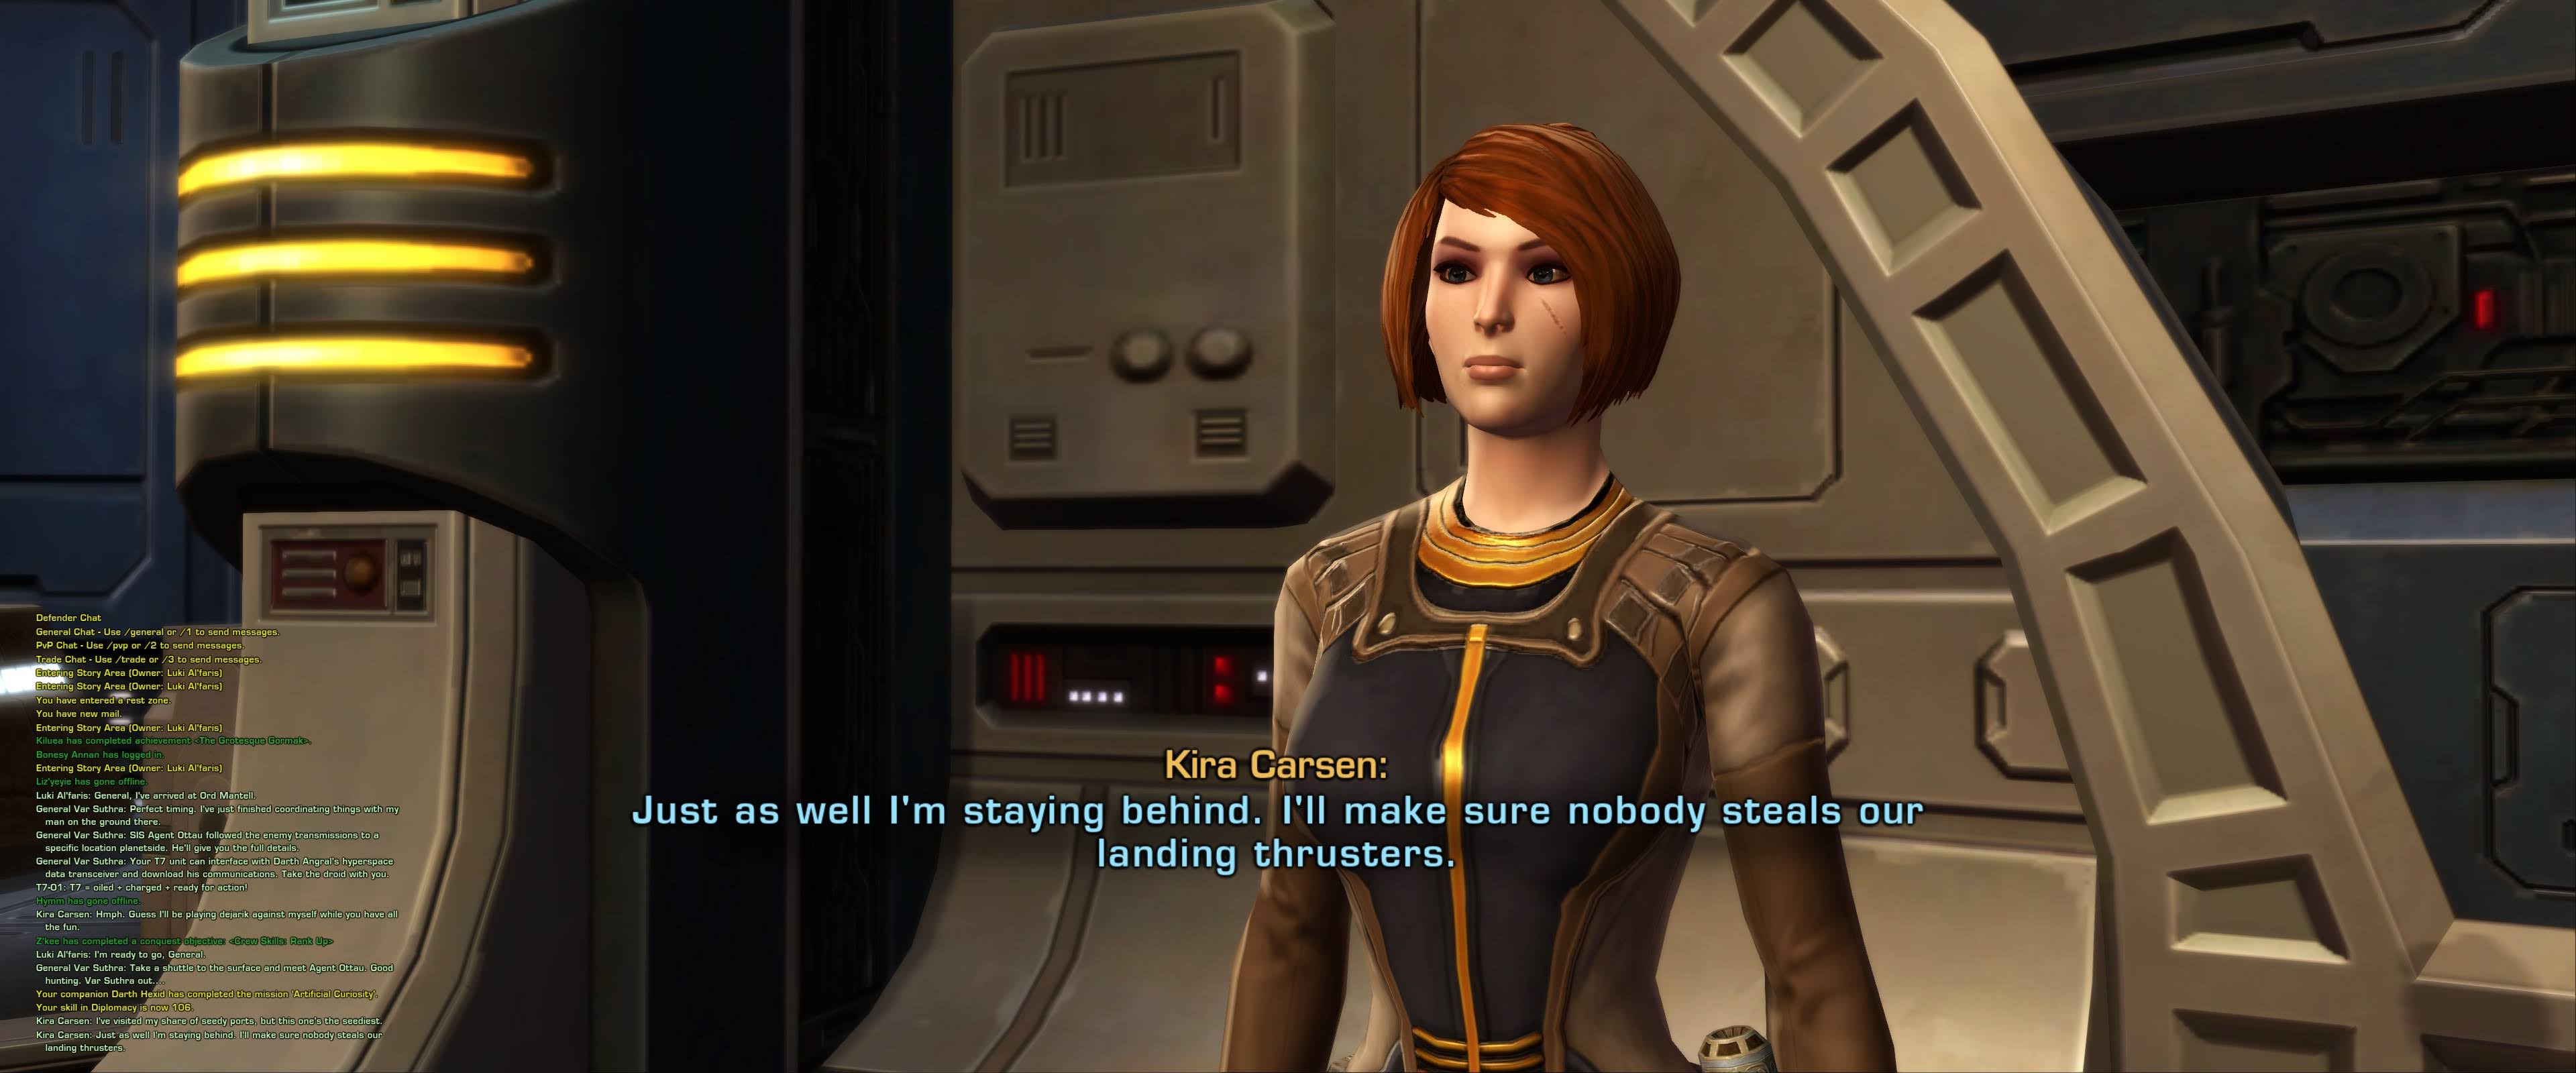 Defender Chat
General Chat - Use /general or /1 to send messages.
PvP Chat - Use /pvp or /2 to send messages.
Trade Chat - Use /trade or /3 to send messages.
Entering Story Area (Owner: Luki Al'faris)
Entering Story Area (Owner: Luki Al'faris)
You have entered a rest zone.
You have new mail.
Entering Story Area (Owner: Luki Al'faris)
Kiluea has completed achievement <The Grotesque Gormak>.
Bonesy Annan has logged in.
Entering Story Area (Owner: Luki Al'faris)
Liz'yeyie has gone offline.
Luki Al'faris: General, I've arrived at Ord Mantell.
General Var Suthra: Perfect timing. I've just finished coordinating things with my
man on the ground there.
General Var Suthra: SIS Agent Ottau followed the enemy transmissions to a
specific location planetside. He'll give you the full details.
General Var Suthra: Your T7 unit can interface with Darth Angral's hyperspace
data transceiver and download his communications. Take the droid with you.
T7-O1: T7 = oiled + charged + ready for action!
Hymm has gone offline.
Kira Carsen: Hmph. Guess I'll be playing dejarik against myself while you have all
the fun.
Z'kee has completed a conquest objective: <Crew Skills: Rank Up>
Luki Al'faris: I'm ready to go, General.
General Var Suthra: Take a shuttle to the surface and meet Agent Ottau. Good
hunting. Var Suthra out...
Your companion Darth Hexid has completed the mission 'Artificial Curiosity'.
Your skill in Diplomacy is now 106.
Kira Carsen: I've visited my share of seedy ports, but this one's the seediest.
Kira Carsen: Just as well I'm staying behind. I'll make sure nobody steals our
landing thrusters.
Kira Carsen:
Just as well I'm staying behind. I'll make sure nobody steals our
landing thrusters.